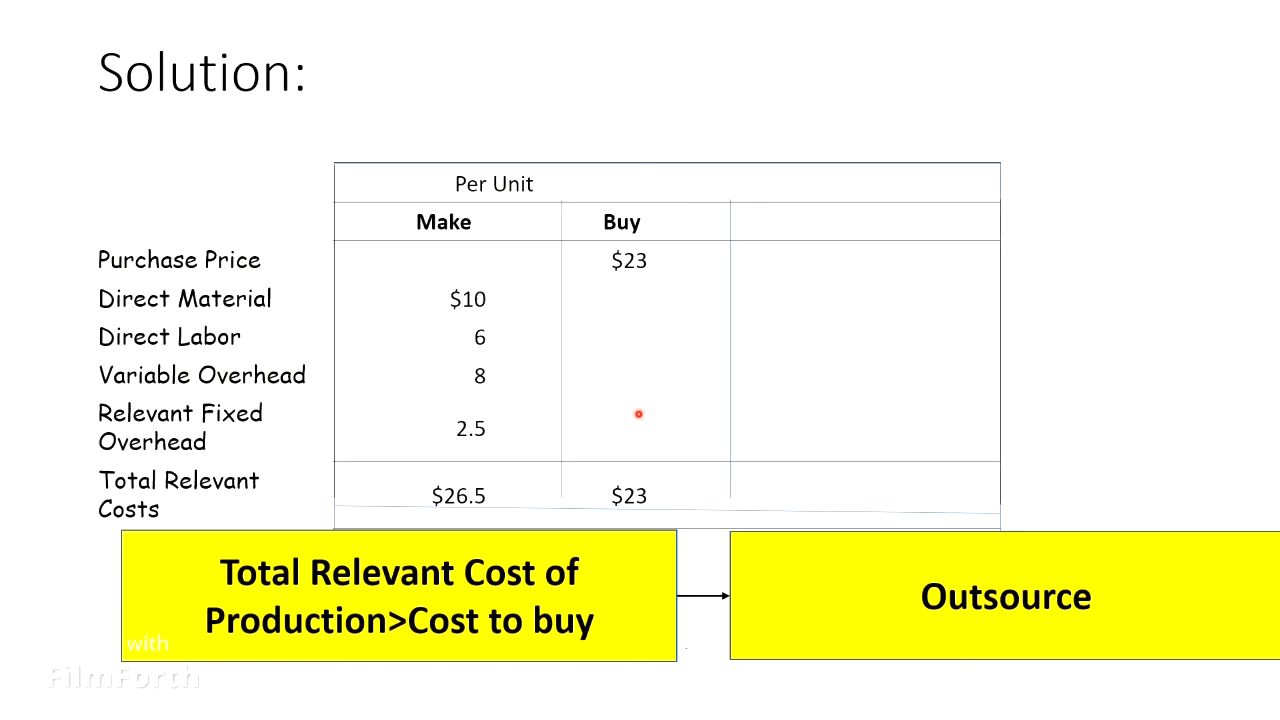 Solution:
Per Unit
Make Buy
Purchase Price $23
Direct Material $10
Direct Labor 6
Variable Overhead 8
Relevant Fixed
Overhead 2.5
Total Relevant
Costs $26.5 $23
Total Relevant Cost of
Production>Cost to buy
Outsource
with
FilmForth